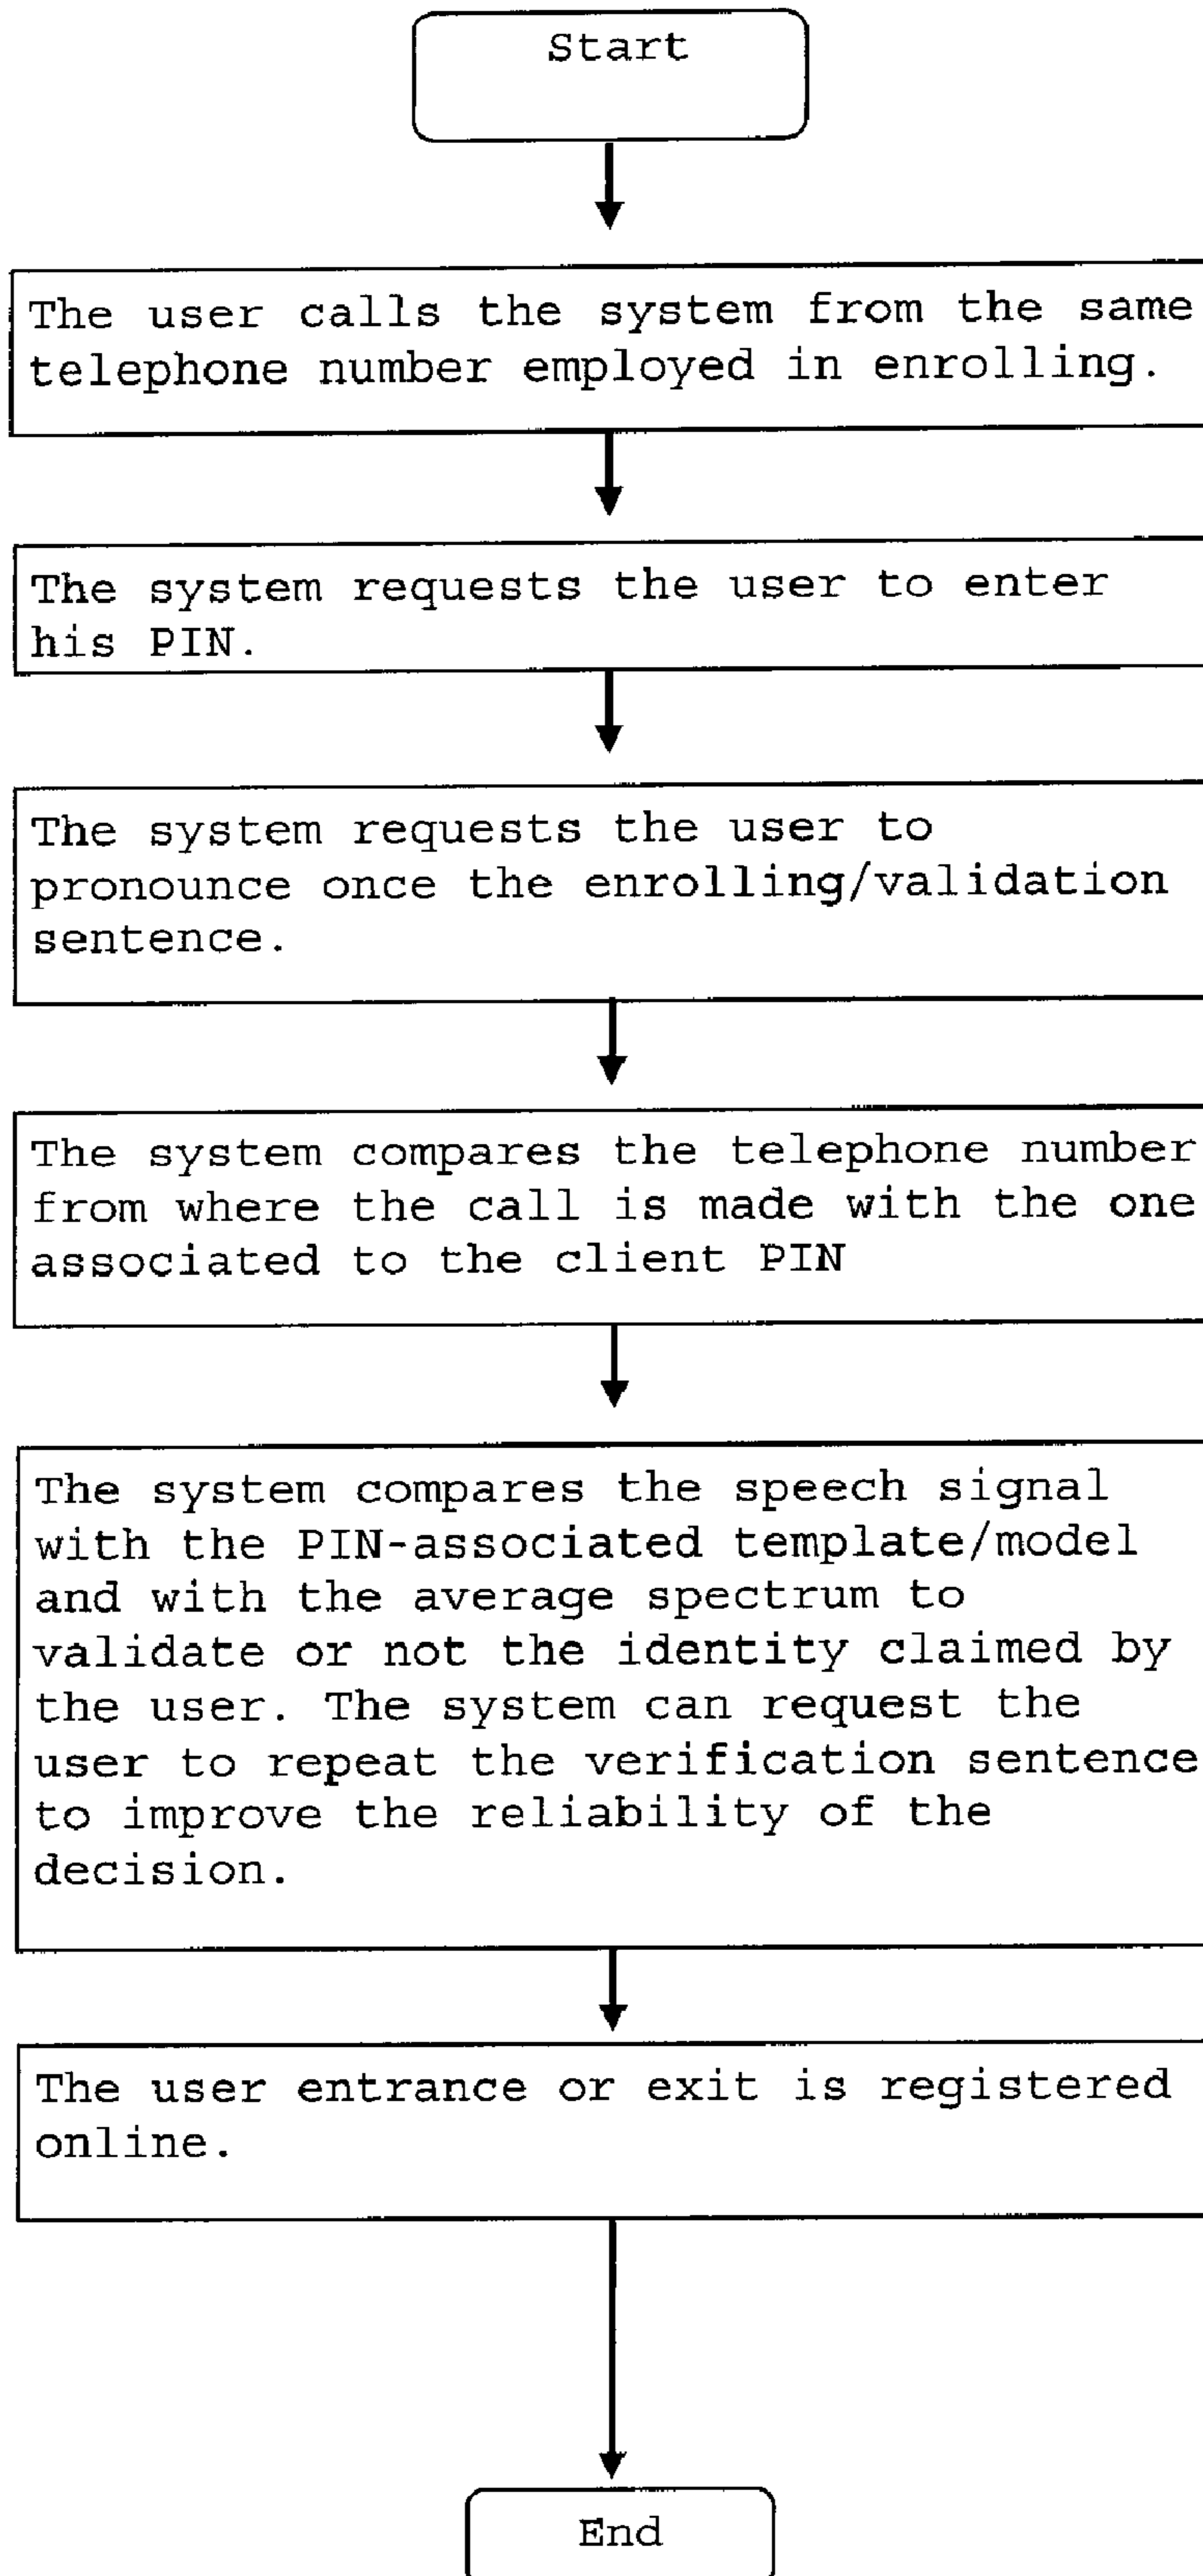 Start
The user calls the system from the same
telephone number employed in enrolling.
The system requests the user to enter
his PIN.
The system requests the user to
pronounce once the enrolling/validation
sentence.
The system compares the telephone number
from where the call is made with the one
associated to the client PIN
The system compares the speech signal
with the PIN-associated template/model
and with the average spectrum to
validate or not the identity claimed by
the user. The system can request the
user to repeat the verification sentence
to improve the reliability of the
decision.
The user entrance or exit is registered
online.
End